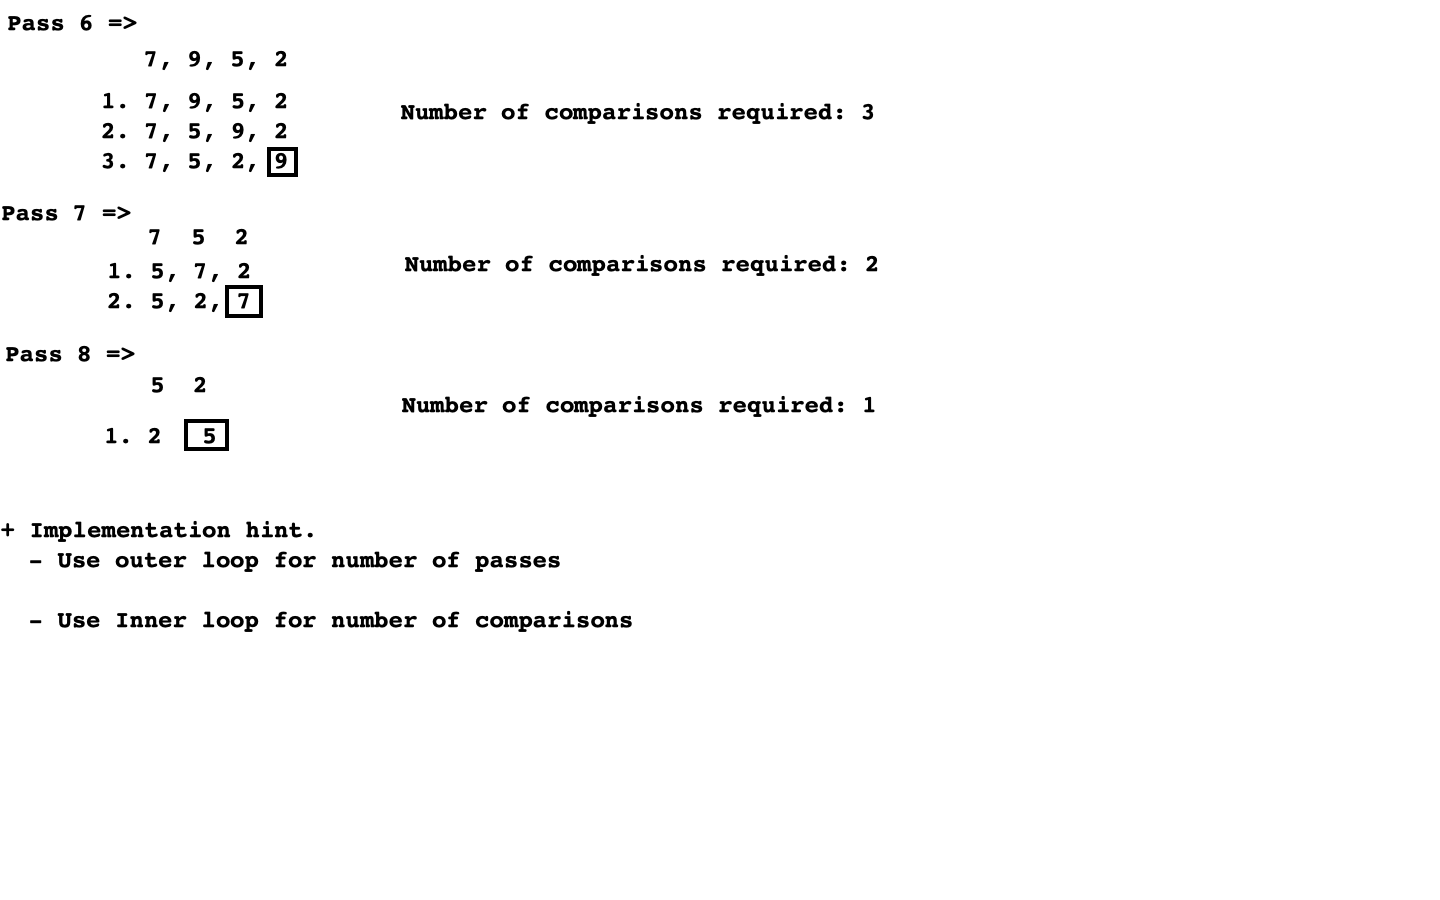 Pass 6 =>
7, 9, 5, 2
1. 7, 9, 5, 2
Number of comparisons required: 3
2. 7, 5, 9, 2
3. 7, 5, 2, 9
Pass 7 =>
7 5 2
Number of comparisons required: 2
1. 5, 7, 2
2. 5, 2, 7
Pass 8 =>
5 2
Number of comparisons required: 1
1. 2 5
+ Implementation hint.
- Use outer loop for number of passes
- Use Inner loop for number of comparisons